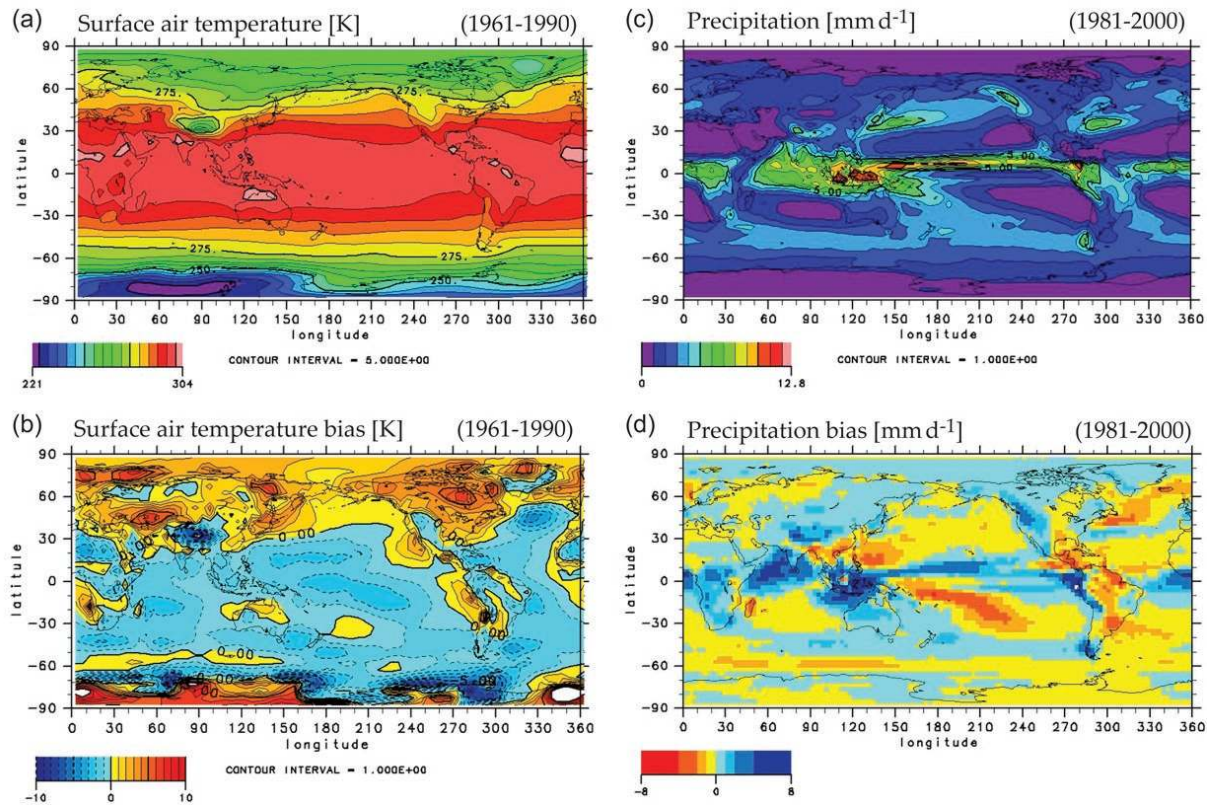 (a) Surface air temperature [K] (1961-1990)
90
60
30
0
-30
-60
-90
latitude
275.
275.
275.
250.
250.
0 30 60 90 120 150 180 210 240 270 300 330 360
longitude
221 304
CONTOUR INTERVAL = 5.000E+00
(c) Precipitation [mm d-1] (1981-2000)
90
60
30
0
-30
-60
-90
latitude
5.00
5.00
5.00
0 30 60 90 120 150 180 210 240 270 300 330 360
longitude
0 12.8
CONTOUR INTERVAL = 1.000E+00
(b) Surface air temperature bias [K] (1961-1990)
90
60
30
0
-30
-60
-90
latitude
0.00
0.00
5.00
0 30 60 90 120 150 180 210 240 270 300 330 360
longitude
-10 0 10
CONTOUR INTERVAL = 1.000E+00
(d) Precipitation bias [mm d-1] (1981-2000)
90
60
30
0
-30
-60
-90
latitude
0 30 60 90 120 150 180 210 240 270 300 330 360
longitude
-8 0 8